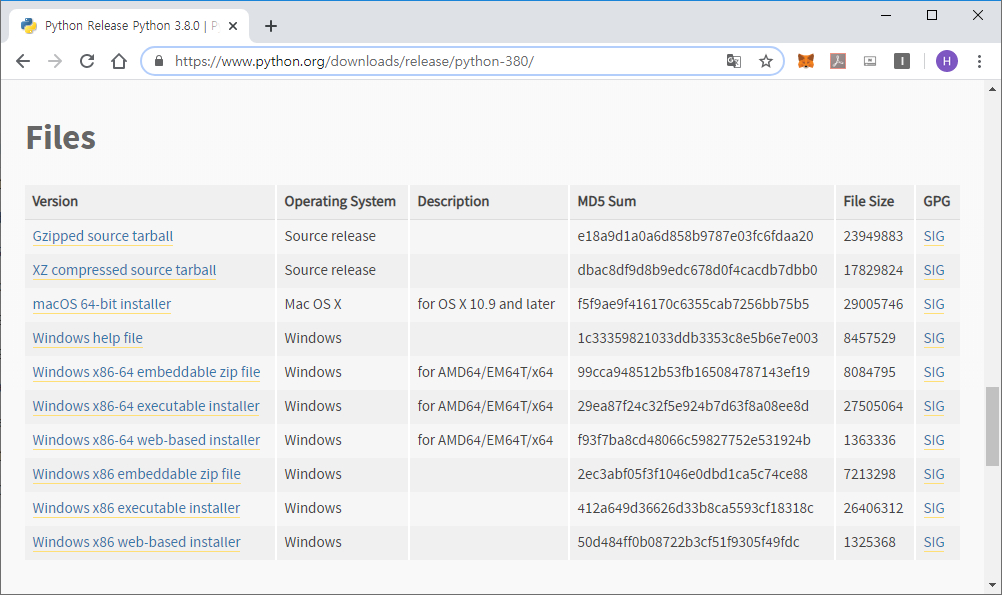 Python Release Python 3.8.0 | P
https://www.python.org/downloads/release/python-380/
H
Files
Version Operating System Description MD5 Sum File Size GPG
Gzipped source tarball Source release e18a9d1a0a6d858b9787e03fc6fdaa20 23949883 SIG
XZ compressed source tarball Source release dbac8df9d8b9edc678d0f4cacdb7dbb0 17829824 SIG
macOS 64-bit installer Mac OS X for OS X 10.9 and later f5f9ae9f416170c6355cab7256bb75b5 29005746 SIG
Windows help file Windows 1c33359821033ddb3353c8e5b6e7e003 8457529 SIG
Windows x86-64 embeddable zip file Windows for AMD64/EM64T/x64 99cca948512b53fb165084787143ef19 8084795 SIG
Windows x86-64 executable installer Windows for AMD64/EM64T/x64 29ea87f24c32f5e924b7d63f8a08ee8d 27505064 SIG
Windows x86-64 web-based installer Windows for AMD64/EM64T/x64 f93f7ba8cd48066c59827752e531924b 1363336 SIG
Windows x86 embeddable zip file Windows 2ec3abf05f3f1046e0dbd1ca5c74ce88 7213298 SIG
Windows x86 executable installer Windows 412a649d36626d33b8ca5593cf18318c 26406312 SIG
Windows x86 web-based installer Windows 50d484ff0b08722b3cf51f9305f49fdc 1325368 SIG